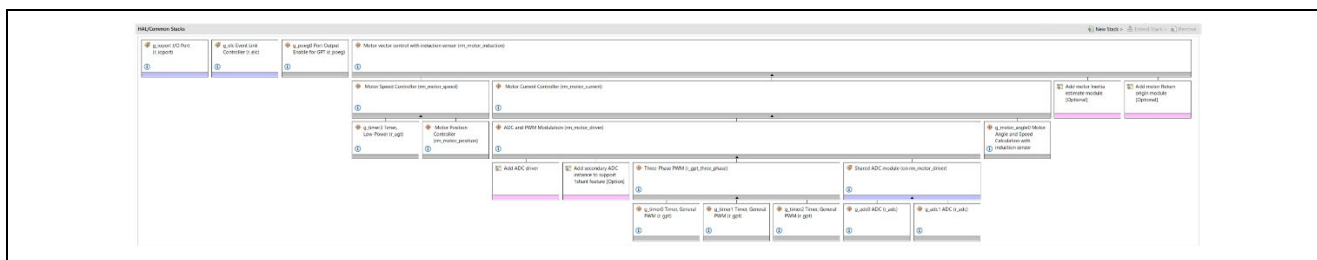 HAL/Common Stacks
New Stack > Extend Stack > Remove
g_ioport I/O Port
(r_ioport)
g_elc Event Link
Controller (r_elc)
g_poeg0 Port Output
Enable for GPT (r_poeg)
Motor vector control with induction sensor (rm_motor_induction)
Motor Speed Controller (rm_motor_speed)
Motor Current Controller (rm_motor_current)
Add motor Inertia
estimate module
[Optional]
Add motor Return
origin module
[Optional]
g_timer3 Timer,
Low-Power (r_agt)
Motor Position
Controller
(rm_motor_position)
ADC and PWM Modulation (rm_motor_driver)
g_motor_angle0 Motor
Angle and Speed
Calculation with
induction sensor
Add ADC driver
Add secondary ADC
instance to support
1shunt feature [Option]
Three-Phase PWM (r_gpt_three_phase)
Shared ADC module (on rm_motor_driver)
g_timer0 Timer, General
PWM (r_gpt)
g_timer1 Timer, General
PWM (r_gpt)
g_timer2 Timer, General
PWM (r_gpt)
g_adc0 ADC (r_adc)
g_adc1 ADC (r_adc)